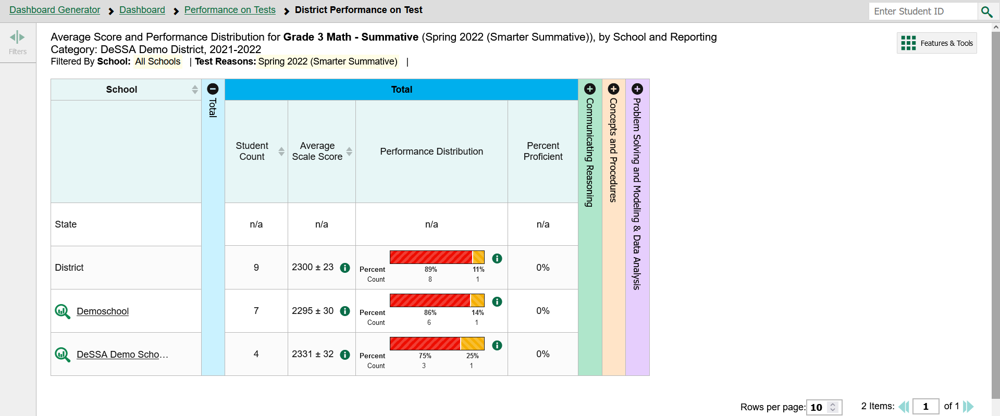 Dashboard Generator Dashboard Performance on Tests District Performance on Test
Enter Student ID
Filters
Average Score and Performance Distribution for Grade 3 Math - Summative (Spring 2022 (Smarter Summative)), by School and Reporting
Category: DeSSA Demo District, 2021-2022
Filtered By School: All Schools | Test Reasons: Spring 2022 (Smarter Summative) |
Features & Tools
School
Total
Total
Communicating Reasoning
Concepts and Procedures
Problem Solving and Modeling & Data Analysis
Student
Count
Average
Scale Score
Performance Distribution
Percent
Proficient
State n/a n/a n/a n/a
District 9 2300 ± 23 0%
Percent 89% 11%
Count 8 1
Demoschool 7 2295 ± 30 0%
Percent 86% 14%
Count 6 1
DeSSA Demo Scho... 4 2331 ± 32 0%
Percent 75% 25%
Count 3 1
Rows per page: 10 2 Items: 1 of 1